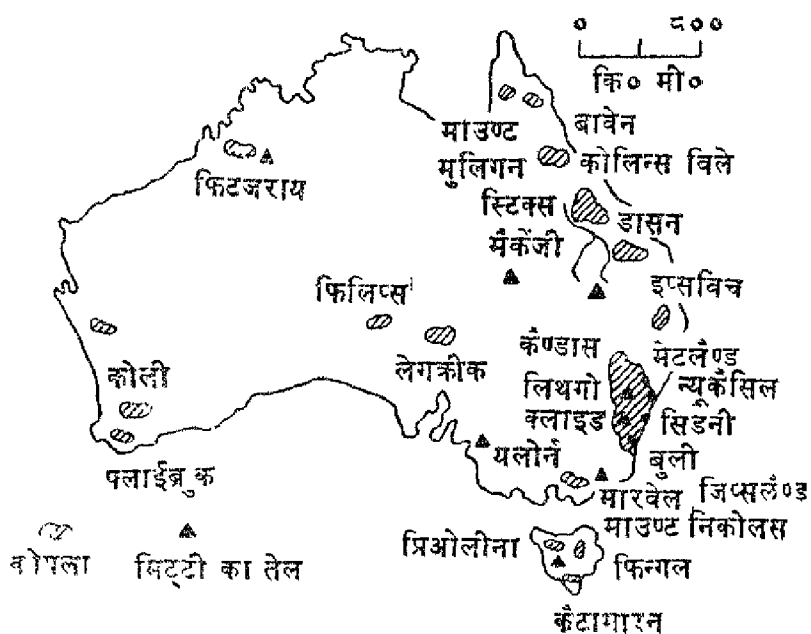 ० ८००
कि० मी०
माउण्ट
मुलिगन
बावेन
कोलिन्स विले
स्टिक्स
मैकेंजी
डासन
फिटजराय
इप्सविच
फिलिप्स
लेगक्रीक
कैण्डास
मेटलैण्ड
लिथगो
न्यूकैसिल
क्लाइड
सिडनी
बुली
कोली
फ्लाईब्रुक
यलोर्न
मारवेल
जिप्सलैण्ड
माउण्ट निकोलस
प्रिओलीना
फिन्गल
कैटामारन
कोयला
मिट्टी का तेल